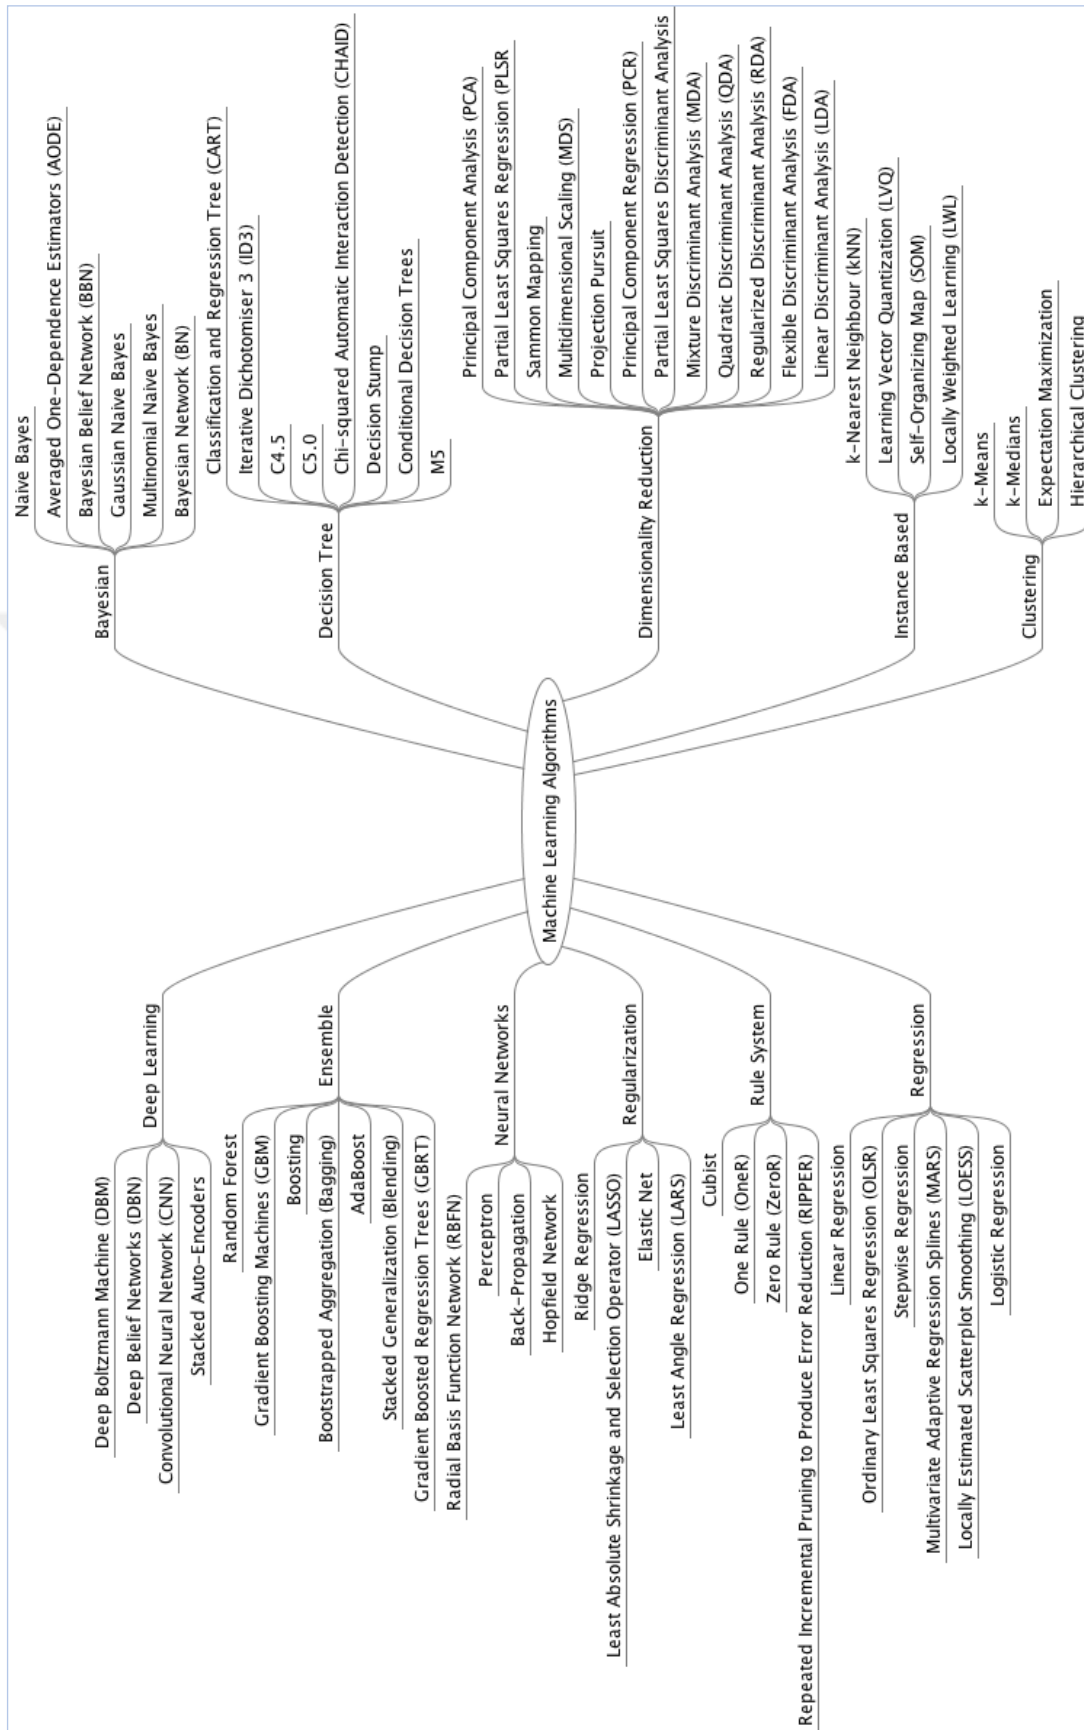 Machine Learning Algorithms
Deep Learning
Deep Boltzmann Machine (DBM)
Deep Belief Networks (DBN)
Convolutional Neural Network (CNN)
Stacked Auto-Encoders
Ensemble
Random Forest
Gradient Boosting Machines (GBM)
Boosting
Bootstrapped Aggregation (Bagging)
AdaBoost
Stacked Generalization (Blending)
Gradient Boosted Regression Trees (GBRT)
Neural Networks
Radial Basis Function Network (RBFN)
Perceptron
Back-Propagation
Hopfield Network
Regularization
Ridge Regression
Least Absolute Shrinkage and Selection Operator (LASSO)
Elastic Net
Least Angle Regression (LARS)
Rule System
Cubist
One Rule (OneR)
Zero Rule (ZeroR)
Repeated Incremental Pruning to Produce Error Reduction (RIPPER)
Regression
Linear Regression
Ordinary Least Squares Regression (OLSR)
Stepwise Regression
Multivariate Adaptive Regression Splines (MARS)
Locally Estimated Scatterplot Smoothing (LOESS)
Logistic Regression
Bayesian
Naive Bayes
Averaged One-Dependence Estimators (AODE)
Bayesian Belief Network (BBN)
Gaussian Naive Bayes
Multinomial Naive Bayes
Bayesian Network (BN)
Decision Tree
Classification and Regression Tree (CART)
Iterative Dichotomiser 3 (ID3)
C4.5
C5.0
Chi-squared Automatic Interaction Detection (CHAID)
Decision Stump
Conditional Decision Trees
M5
Dimensionality Reduction
Principal Component Analysis (PCA)
Partial Least Squares Regression (PLSR
Sammon Mapping
Multidimensional Scaling (MDS)
Projection Pursuit
Principal Component Regression (PCR)
Partial Least Squares Discriminant Analysis
Mixture Discriminant Analysis (MDA)
Quadratic Discriminant Analysis (QDA)
Regularized Discriminant Analysis (RDA)
Flexible Discriminant Analysis (FDA)
Linear Discriminant Analysis (LDA)
Instance Based
k-Nearest Neighbour (kNN)
Learning Vector Quantization (LVQ)
Self-Organizing Map (SOM)
Locally Weighted Learning (LWL)
Clustering
k-Means
k-Medians
Expectation Maximization
Hierarchical Clustering